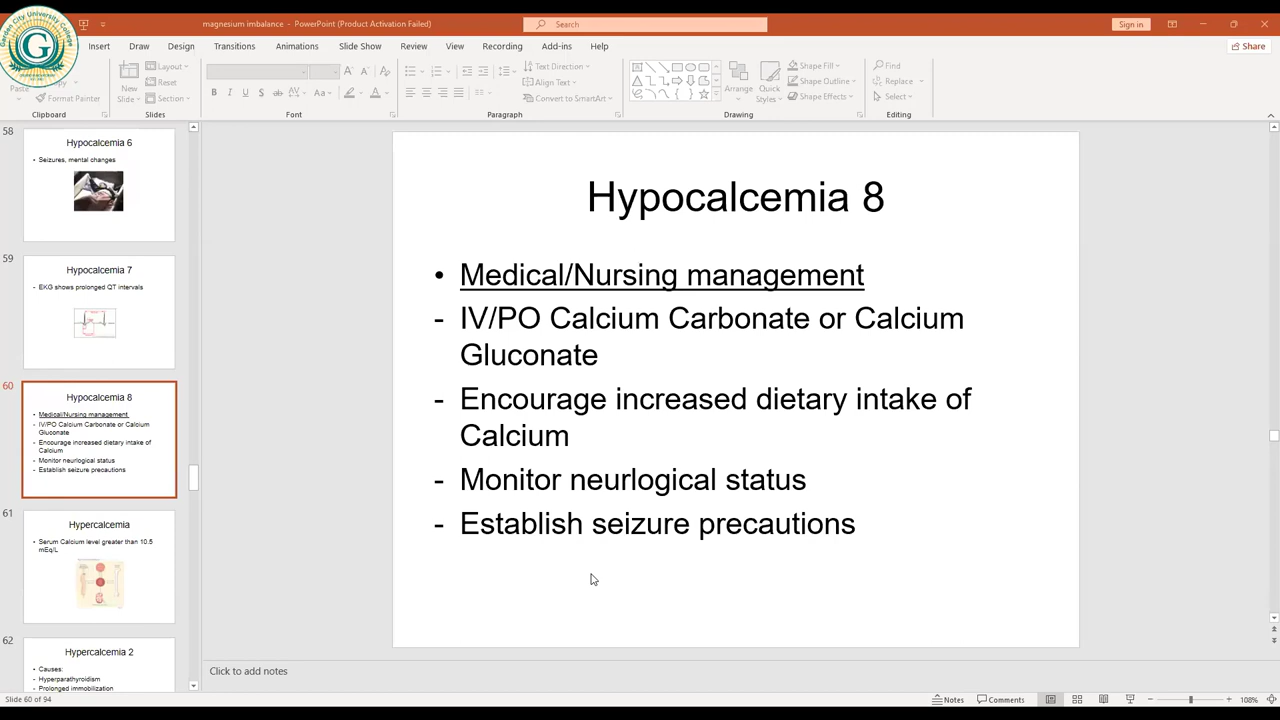 magnesium imbalance - PowerPoint (Product Activation Failed)
Search
Sign in
Insert Draw Design Transitions Animations Slide Show Review View Recording Add-ins Help
Share
Garden City University College
G
Paste
Format Painter
Clipboard
New Slide
Layout
Reset
Section
Slides
Font
Text Direction
Align Text
Convert to SmartArt
Paragraph
Arrange
Quick Styles
Shape Fill
Shape Outline
Shape Effects
Drawing
Find
Replace
Select
Editing
58
Hypocalcemia 6
• Seizures, mental changes
59
Hypocalcemia 7
• EKG shows prolonged QT intervals
60
Hypocalcemia 8
• Medical/Nursing management
- IV/PO Calcium Carbonate or Calcium
Gluconate
- Encourage increased dietary intake of
Calcium
- Monitor neurlogical status
- Establish seizure precautions
61
Hypercalcemia
• Serum Calcium level greater than 10.5
mEq/L
62
Hypercalcemia 2
• Causes:
• Hyperparathyroidism
• Prolonged immobilization
Hypocalcemia 8
• Medical/Nursing management
- IV/PO Calcium Carbonate or Calcium
Gluconate
- Encourage increased dietary intake of
Calcium
- Monitor neurlogical status
- Establish seizure precautions
Click to add notes
Slide 60 of 94
Notes
Comments
108%